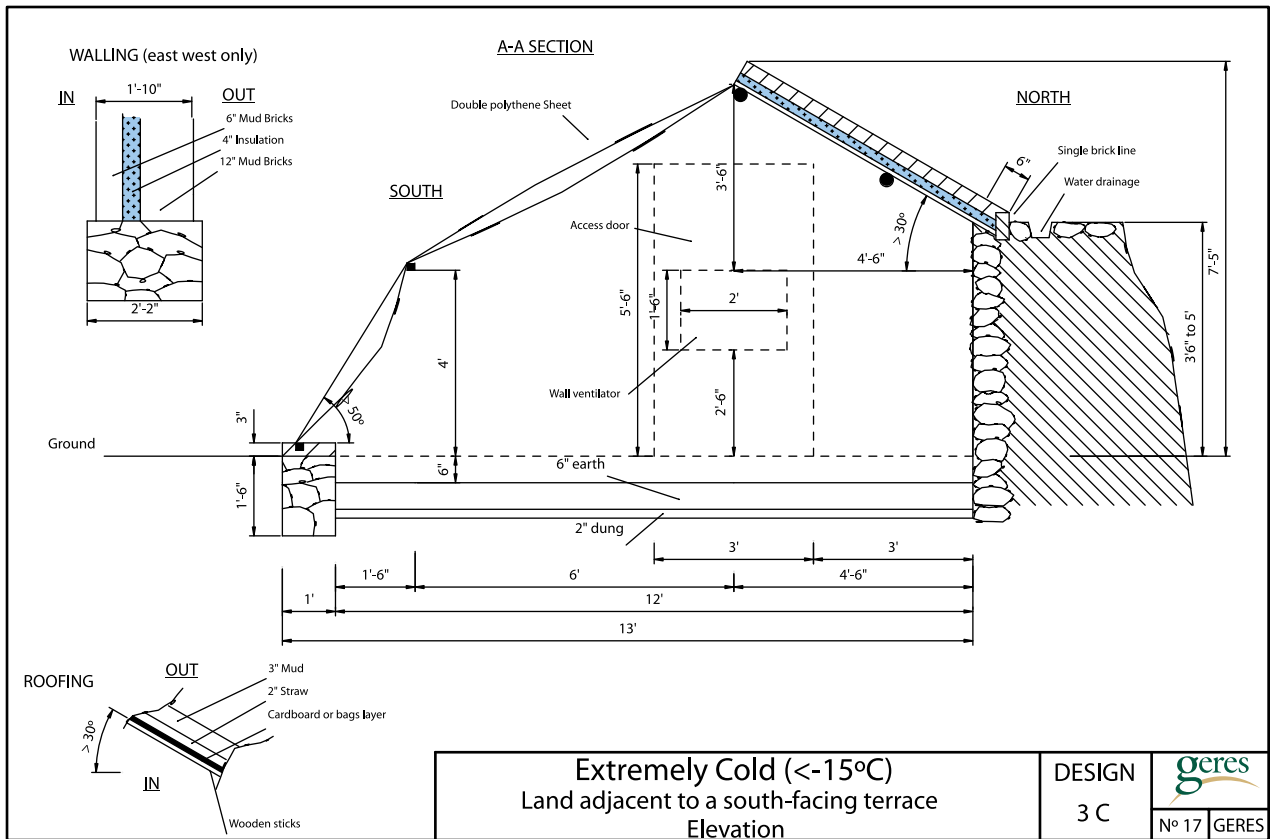 WALLING (east west only)
IN
1'-10"
OUT
6" Mud Bricks
4" Insulation
12" Mud Bricks
2'-2"
A-A SECTION
Double polythene Sheet
SOUTH
NORTH
Single brick line
6"
Water drainage
Access door
3'-6"
> 30º
4'-6"
5'-6"
1'-6"
2'
7'-5"
3'6" to 5'
4'
Wall ventilator
2'-6"
> 50º
3"
Ground
6"
6" earth
1'-6"
2" dung
3'
3'
1'-6"
6'
4'-6"
1'
12'
13'
ROOFING
OUT
3" Mud
2" Straw
Cardboard or bags layer
> 30º
IN
Wooden sticks
Extremely Cold (<-15ºC)
Land adjacent to a south-facing terrace
Elevation
DESIGN
3 C
geres
Nº 17
GERES